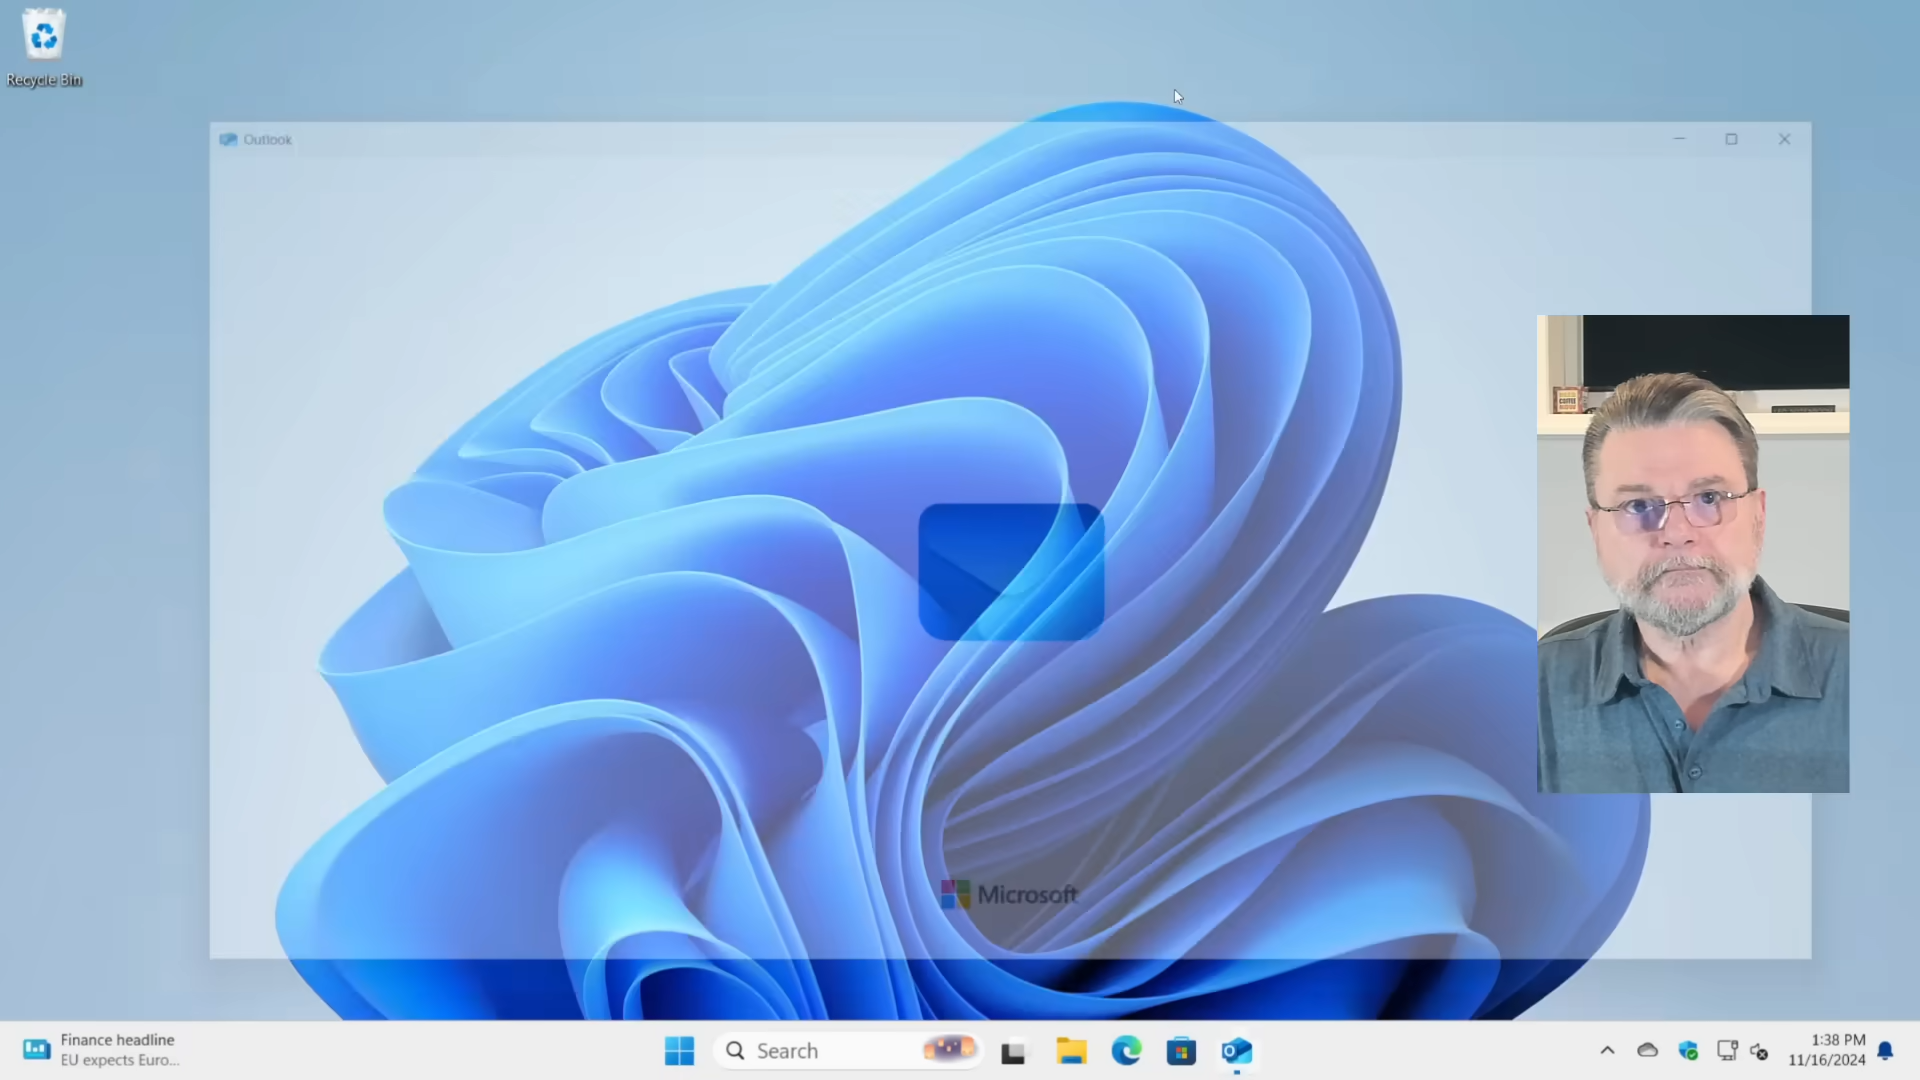 Recycle Bin
Outlook
Microsoft
Finance headline
EU expects Euro...
Search
1:38 PM
11/16/2024